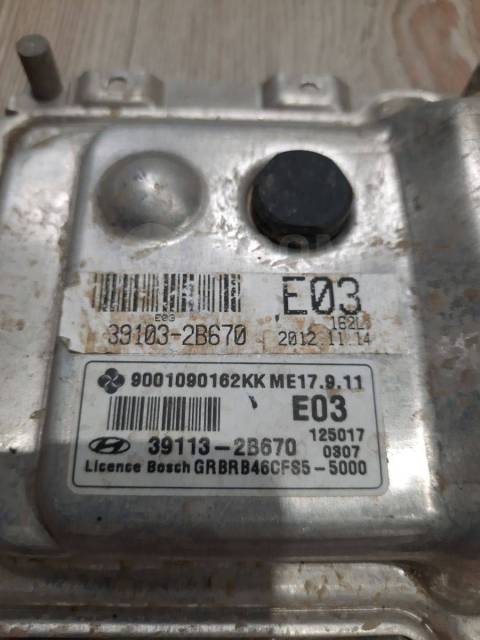 E03
E03
162L
39103-2B670
2012.11.14
9001090162KK ME17.9.11
E03
125017
39113-2B670
0307
Licence Bosch GRBRB46CFS5-5000